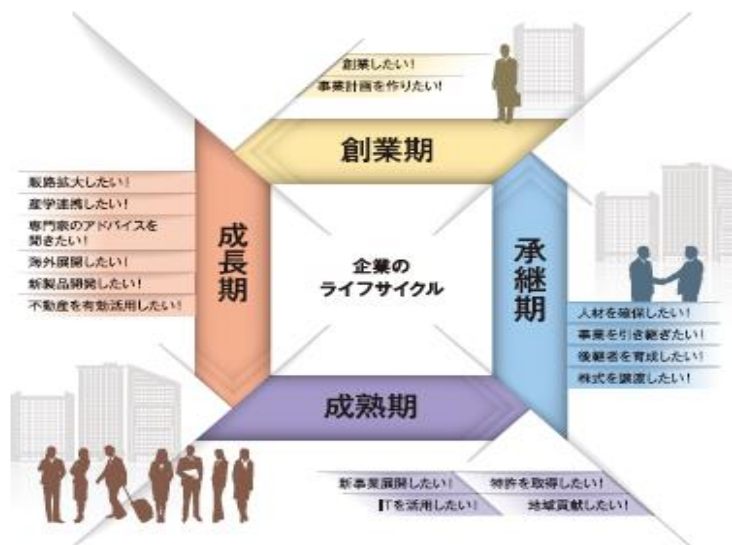 創業したい!
事業計画を作りたい!
創業期
販路拡大したい!
産学連携したい!
専門家のアドバイスを
聞きたい!
海外展開したい!
新製品開発したい!
不動産を有効活用したい!
成長期
企業の
ライフサイクル
承継期
人材を確保したい!
事業を引き継ぎたい!
後継者を育成したい!
株式を譲渡したい!
成熟期
新事業展開したい!
特許を取得したい!
ITを活用したい!
地域貢献したい!